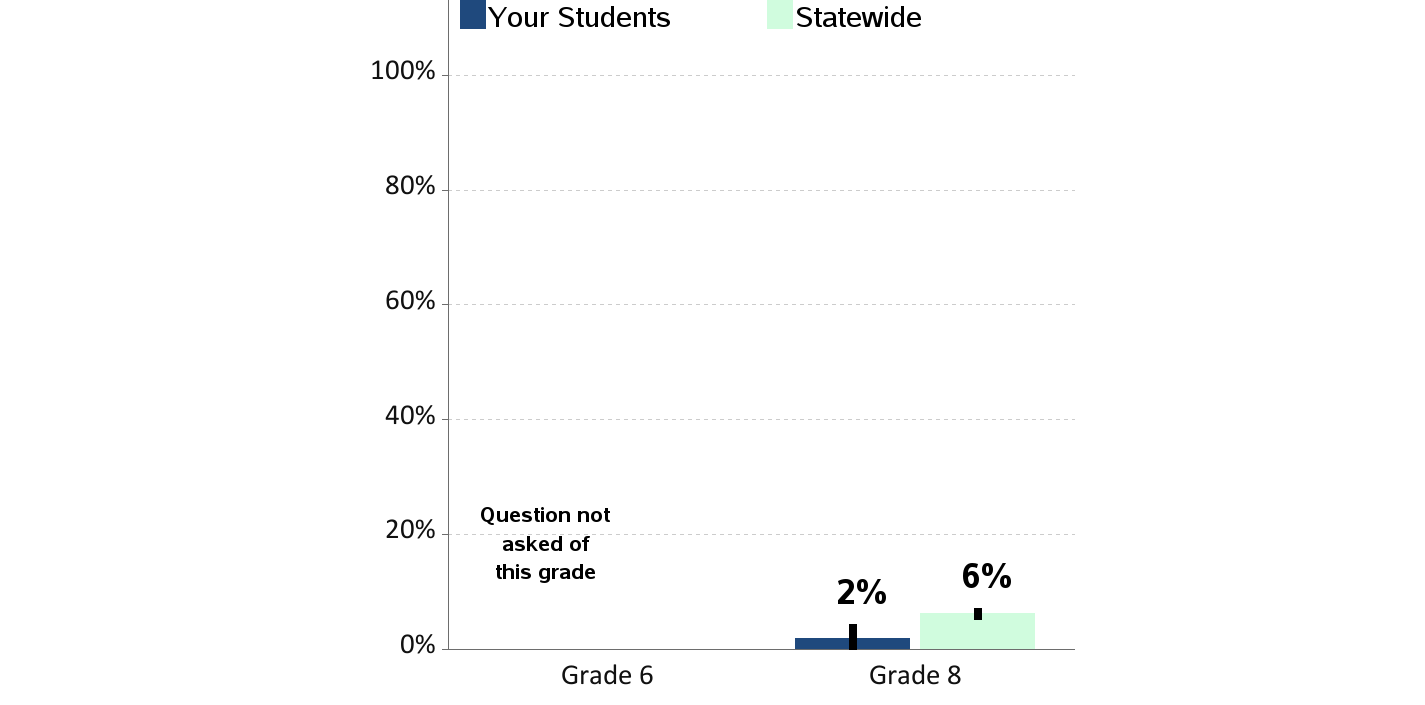 Your Students Statewide
100%
80%
60%
40%
20%
0%
Question not
asked of
this grade
2%
6%
Grade 6 Grade 8